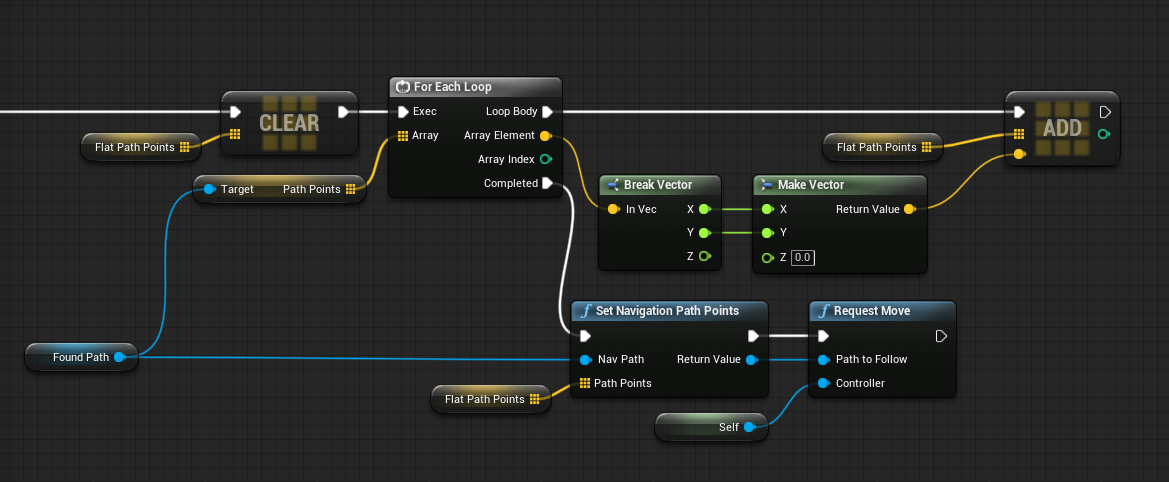 CLEAR
Flat Path Points
Target Path Points
For Each Loop
Exec Loop Body
Array Array Element
Array Index
Completed
Flat Path Points
ADD
Break Vector
In Vec X
Y
Z
Make Vector
X Return Value
Y
Z 0.0
Found Path
Set Navigation Path Points
Nav Path Return Value
Path Points
Flat Path Points
Request Move
Path to Follow
Controller
Self